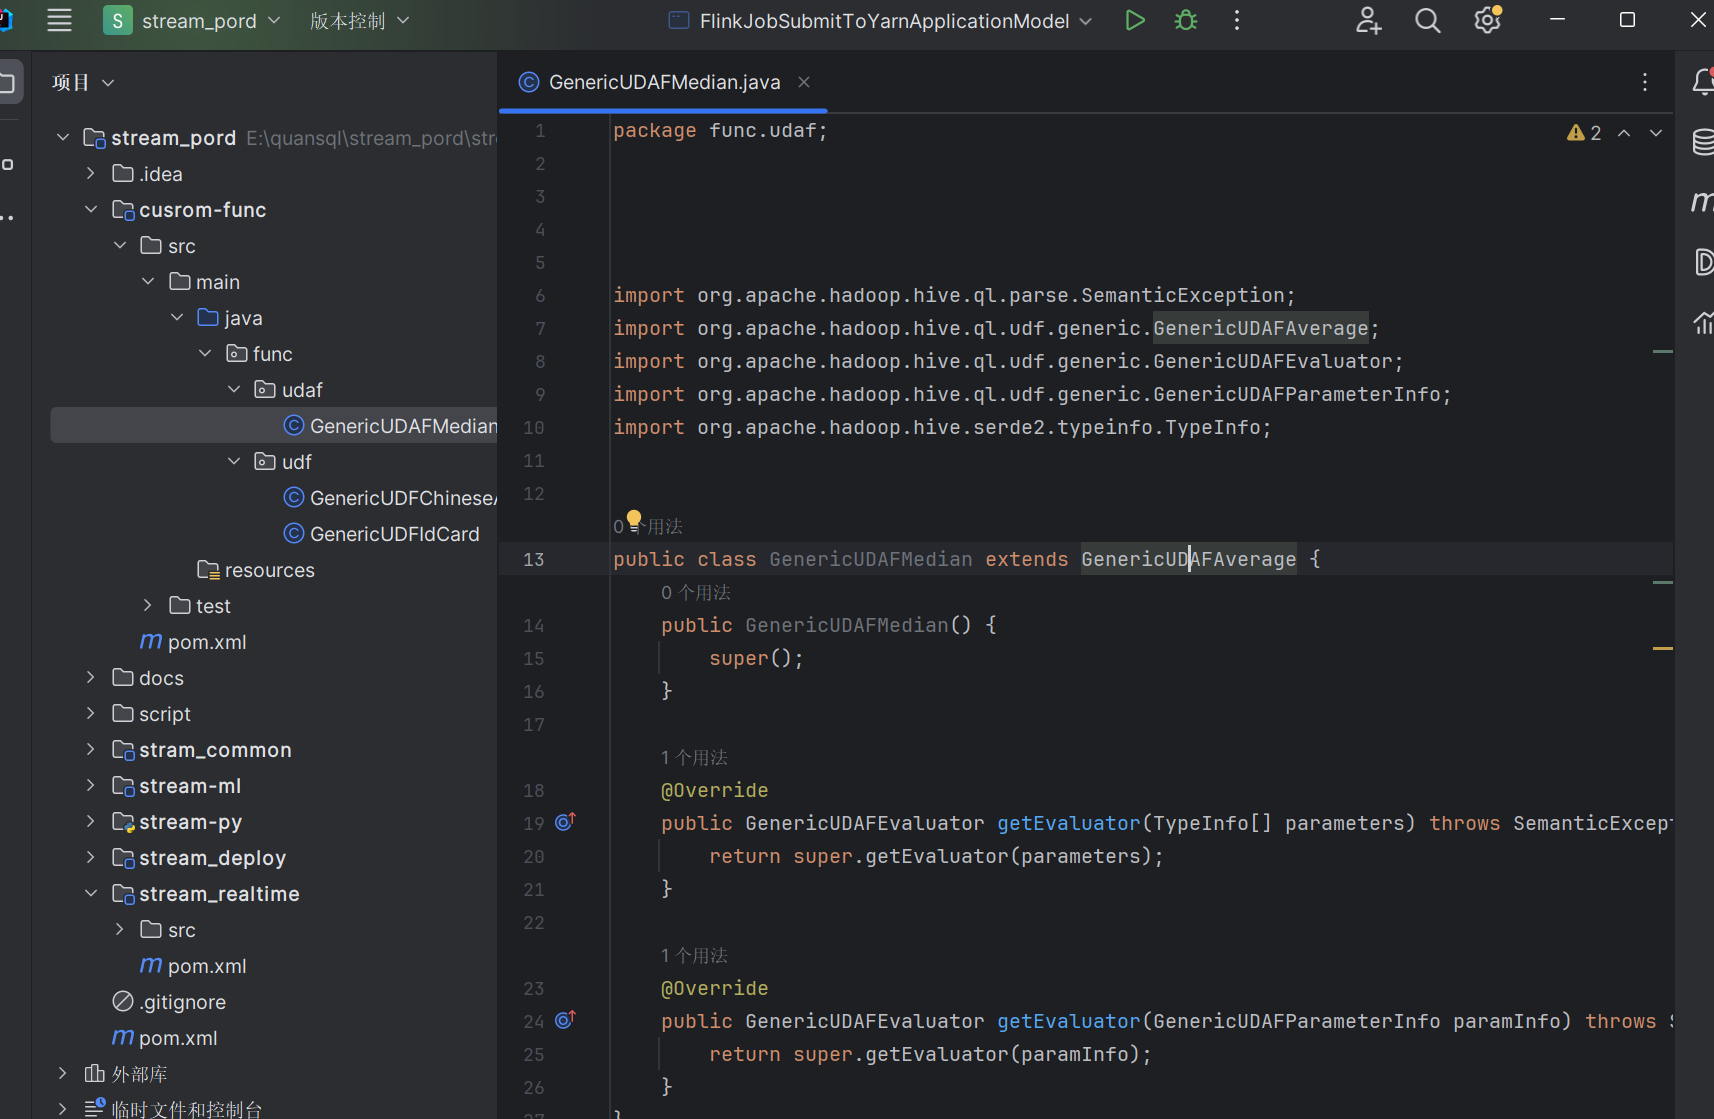 S stream_pord 版本控制 FlinkJobSubmitToYarnApplicationModel
项目
GenericUDAFMedian.java
stream_pord E:\quansql\stream_pord\str
.idea
cusrom-func
src
main
java
func
udaf
GenericUDAFMedian
udf
GenericUDFChinese
GenericUDFIdCard
resources
test
pom.xml
docs
script
stram_common
stream-ml
stream-py
stream_deploy
stream_realtime
src
pom.xml
.gitignore
pom.xml
外部库
临时文件和控制台
2
1 package func.udaf;
2
3
4
5
6 import org.apache.hadoop.hive.ql.parse.SemanticException;
7 import org.apache.hadoop.hive.ql.udf.generic.GenericUDAFAverage;
8 import org.apache.hadoop.hive.ql.udf.generic.GenericUDAFEvaluator;
9 import org.apache.hadoop.hive.ql.udf.generic.GenericUDAFParameterInfo;
10 import org.apache.hadoop.hive.serde2.typeinfo.TypeInfo;
11
12
0 个用法
13 public class GenericUDAFMedian extends GenericUDAFAverage {
0 个用法
14 public GenericUDAFMedian() {
15 super();
16 }
17
1 个用法
18 @Override
19 public GenericUDAFEvaluator getEvaluator(TypeInfo[] parameters) throws SemanticExcept
20 return super.getEvaluator(parameters);
21 }
22
1 个用法
23 @Override
24 public GenericUDAFEvaluator getEvaluator(GenericUDAFParameterInfo paramInfo) throws S
25 return super.getEvaluator(paramInfo);
26 }
27 }